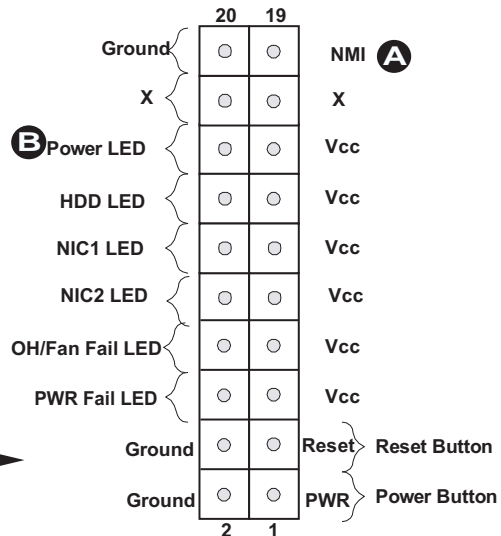 20 19
Ground NMI A
X X
B Power LED Vcc
HDD LED Vcc
NIC1 LED Vcc
NIC2 LED Vcc
OH/Fan Fail LED Vcc
PWR Fail LED Vcc
Ground Reset Reset Button
Ground PWR Power Button
2 1